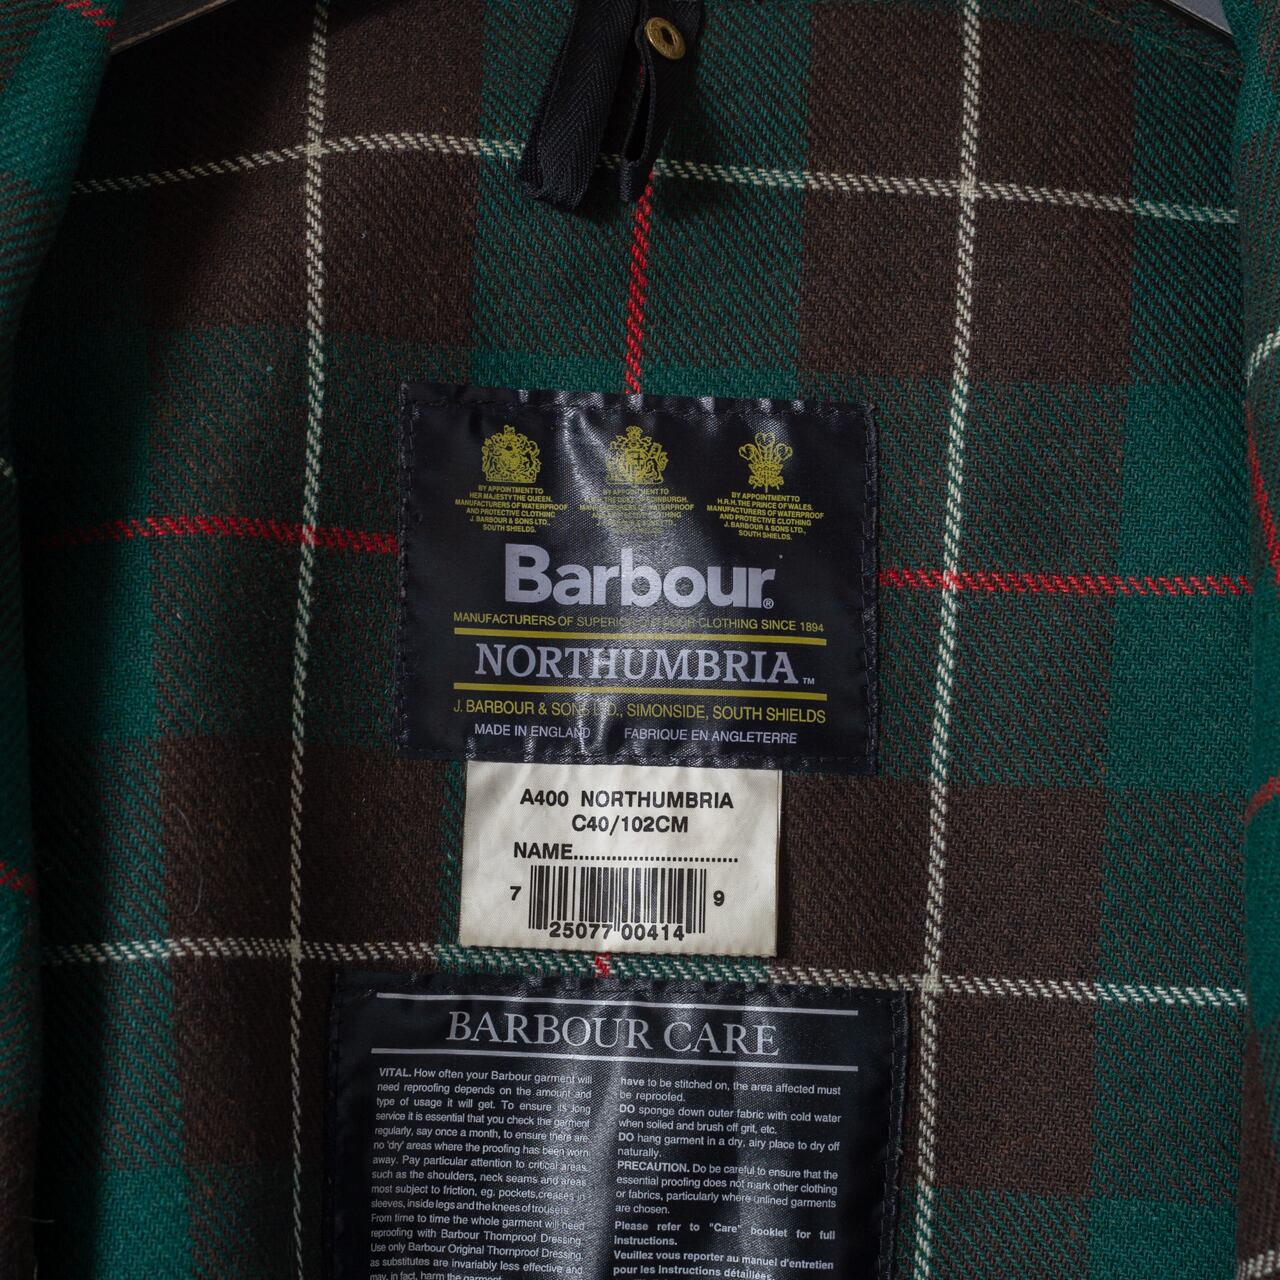 BY APPOINTMENT TO
HER MAJESTY THE QUEEN.
MANUFACTURERS OF WATERPROOF
AND PROTECTIVE CLOTHING
J. BARBOUR & SONS LTD.,
SOUTH SHIELDS.
BY APPOINTMENT TO
H.R.H. THE DUKE OF EDINBURGH.
MANUFACTURERS OF WATERPROOF
CLOTHING
BY APPOINTMENT TO
H.R.H. THE PRINCE OF WALES.
MANUFACTURERS OF WATERPROOF
AND PROTECTIVE CLOTHING
J. BARBOUR & SONS LTD.,
SOUTH SHIELDS.
Barbour®
MANUFACTURERS OF SUPERIOR OUTDOOR CLOTHING SINCE 1894
NORTHUMBRIA™
J. BARBOUR & SONS LTD., SIMONSIDE, SOUTH SHIELDS
MADE IN ENGLAND FABRIQUE EN ANGLETERRE
A400 NORTHUMBRIA
C40/102CM
NAME..............................
7 25077 00414 9
BARBOUR CARE
VITAL. How often your Barbour garment will
need reproofing depends on the amount and
type of usage it will get. To ensure its long
service it is essential that you check the garment
regularly, say once a month, to ensure there are
no 'dry' areas where the proofing has been worn
away. Pay particular attention to critical areas
such as the shoulders, neck seams and areas
most subject to friction, eg. pockets, creases in
sleeves, inside legs and the knees of trousers.
From time to time the whole garment will need
reproofing with Barbour Thornproof Dressing.
Use only Barbour Original Thornproof Dressing,
as substitutes are invariably less effective and
may, in fact, harm the garment.
have to be stitched on, the area affected must
be reproofed.
DO sponge down outer fabric with cold water
when soiled and brush off grit, etc.
DO hang garment in a dry, airy place to dry off
naturally.
PRECAUTION. Do be careful to ensure that the
essential proofing does not mark other clothing
or fabrics, particularly where unlined garments
are chosen.
Please refer to "Care" booklet for full
Instructions.
Veuillez vous reporter au manuel d'entretien
pour les Instructions détaillées.